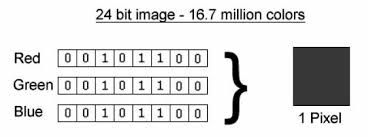 24 bit image - 16.7 million colors
Red 0 0 1 0 1 1 0 0
Green 0 0 1 0 1 1 0 0
Blue 0 0 1 0 1 1 0 0
1 Pixel